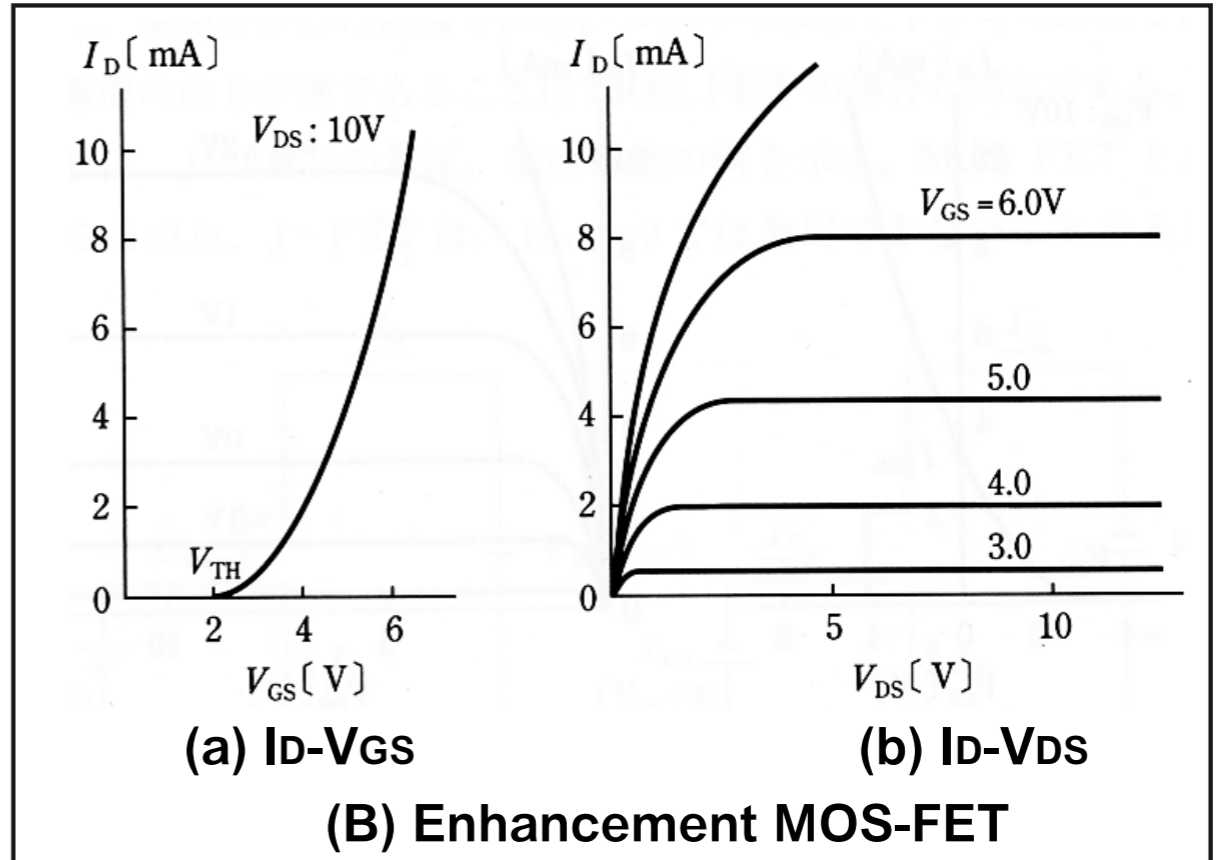 I_D〔 mA〕
V_DS : 10V
10
8
6
4
2
0
V_TH
2 4 6
V_GS〔 V〕
(a) ID-VGS
I_D〔 mA〕
10
8
6
4
2
0
V_GS =6.0V
5.0
4.0
3.0
5 10
V_DS〔 V〕
(b) ID-VDS
(B) Enhancement MOS-FET